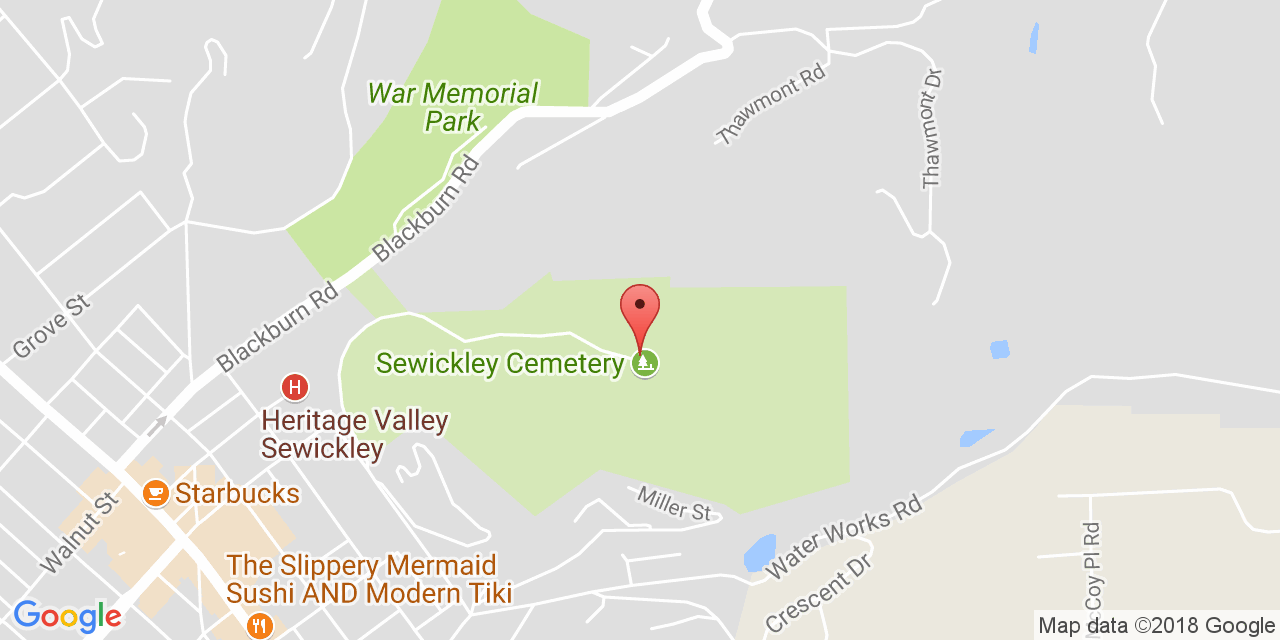 War Memorial
Park
Thawmont Rd
Thawmont Dr
Blackburn Rd
Blackburn Rd
Grove St
Sewickley Cemetery
H
Heritage Valley
Sewickley
Starbucks
Walnut St
Miller St
Water Works Rd
Crescent Dr
McCoy Pl Rd
The Slippery Mermaid
Sushi AND Modern Tiki
Google
Map data ©2018 Google